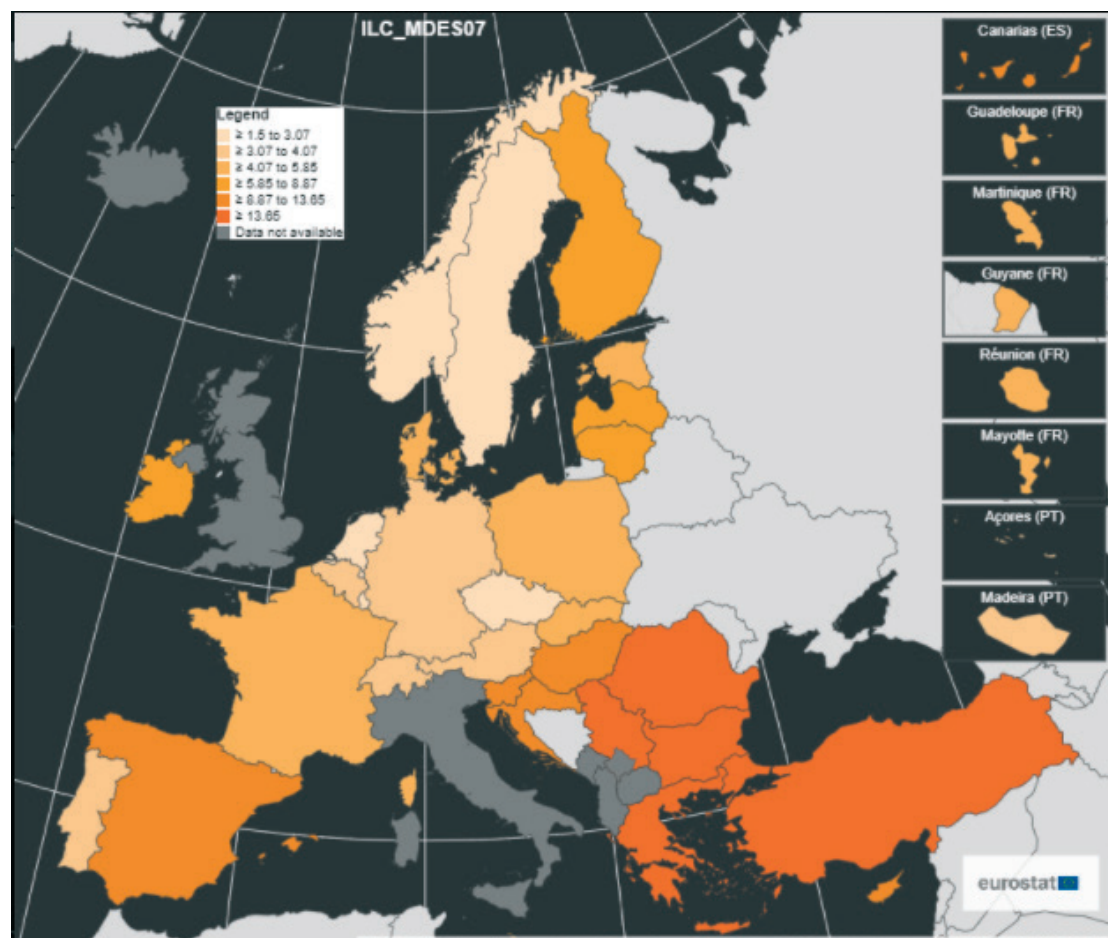 ILC_MDES07
Legend
≥ 1.5 to 3.07
≥ 3.07 to 4.07
≥ 4.07 to 5.85
≥ 5.85 to 8.87
≥ 8.87 to 13.65
≥ 13.65
Data not available
Canarias (ES)
Guadeloupe (FR)
Martinique (FR)
Guyane (FR)
Réunion (FR)
Mayotte (FR)
Açores (PT)
Madeira (PT)
eurostat